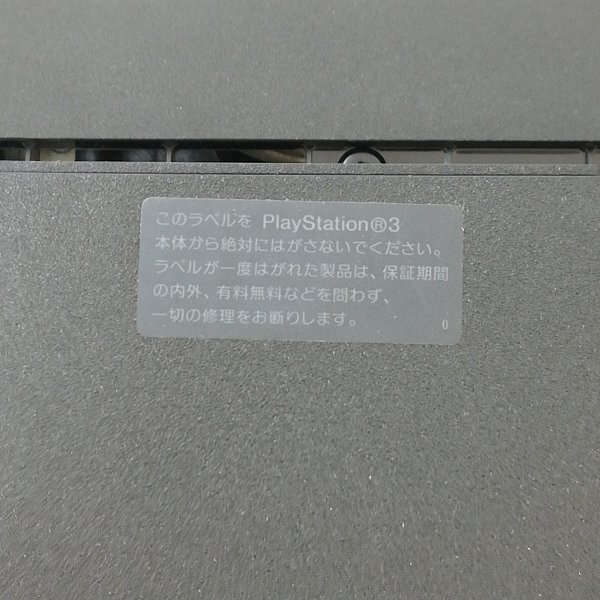 このラベルを PlayStation®3
本体から絶対にはがさないでください。
ラベルが一度はがれた製品は、保証期間
の内外、有料無料などを問わず、
一切の修理をお断りします。
0